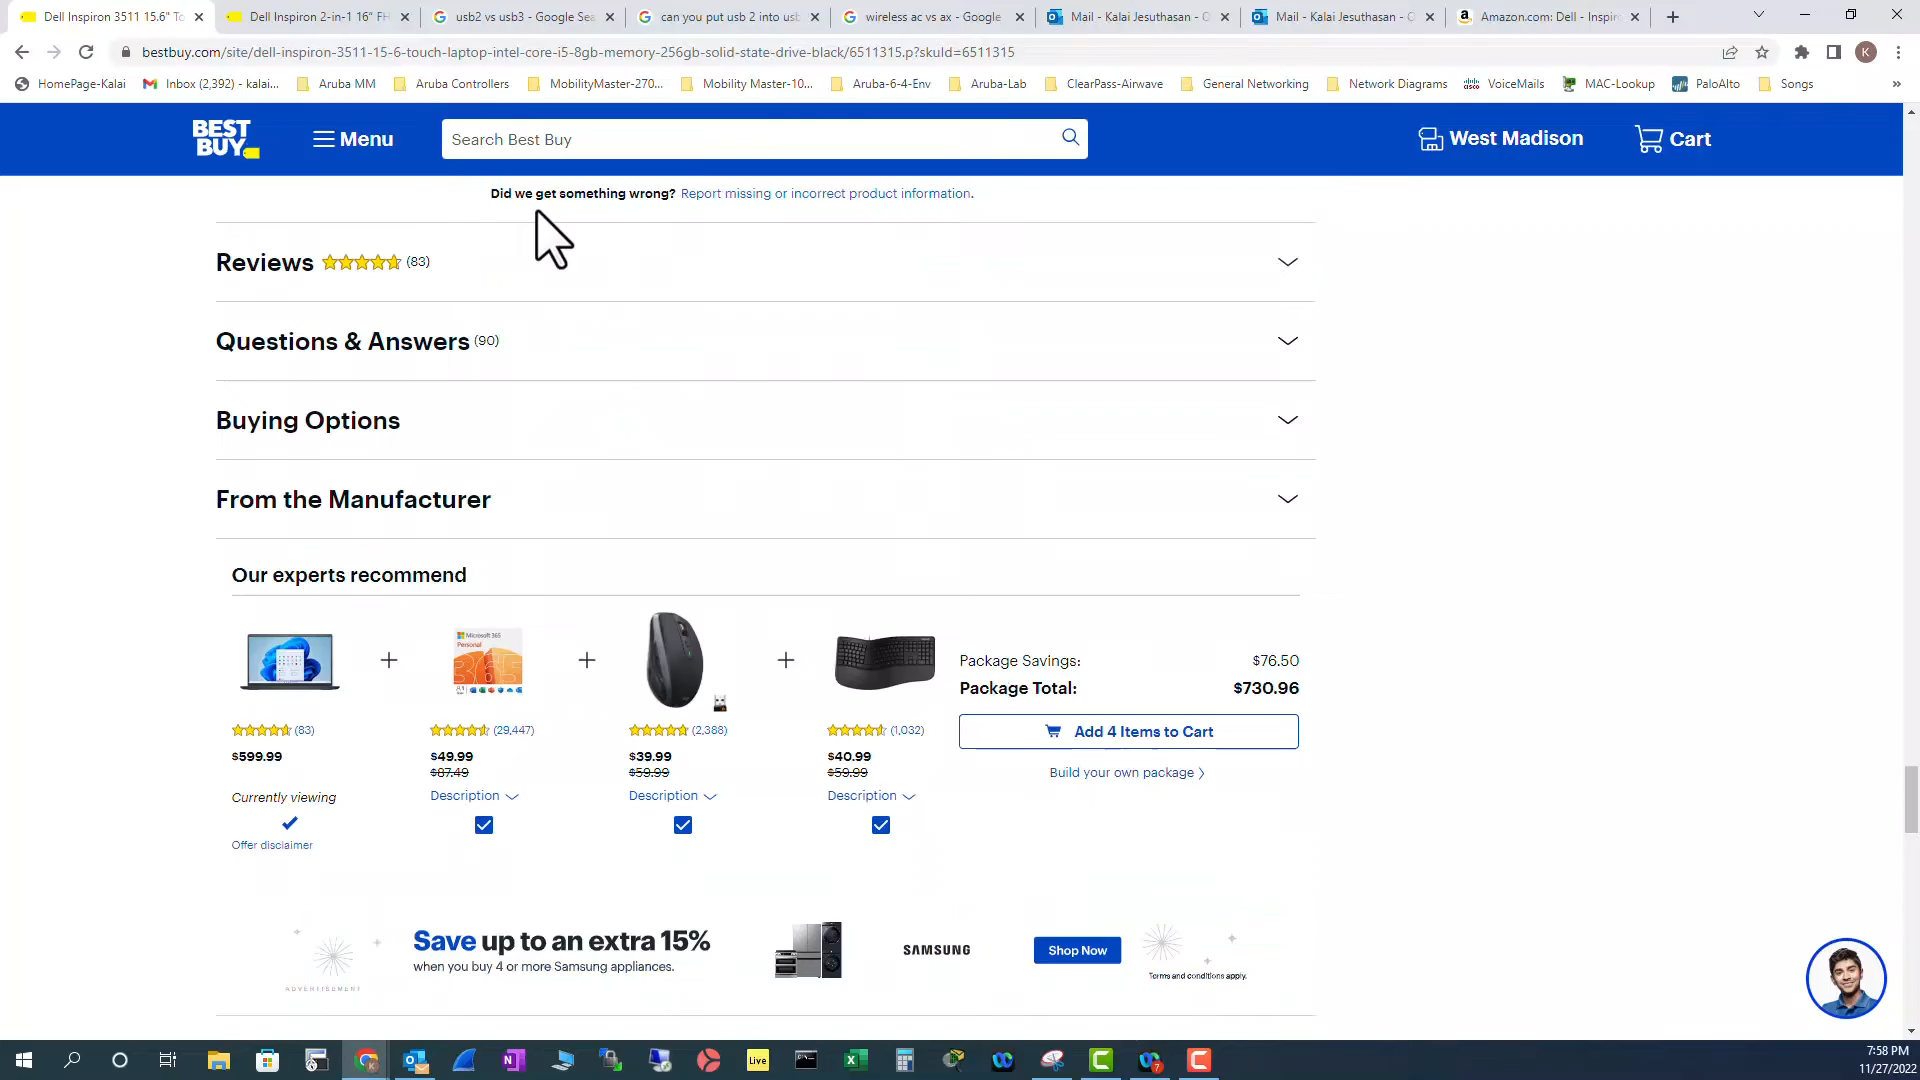 Dell Inspiron 3511 15.6" To
Dell Inspiron 2-in-1 16" FH
usb2 vs usb3 - Google Sea
can you put usb 2 into usb
wireless ac vs ax - Google
Mail - Kalai Jesuthasan - O
Mail - Kalai Jesuthasan - O
Amazon.com: Dell - Inspiro
bestbuy.com/site/dell-inspiron-3511-15-6-touch-laptop-intel-core-i5-8gb-memory-256gb-solid-state-drive-black/6511315.p?skuId=6511315
K
HomePage-Kalai
Inbox (2,392) - kalai...
Aruba MM
Aruba Controllers
MobilityMaster-270...
Mobility Master-10...
Aruba-6-4-Env
Aruba-Lab
ClearPass-Airwave
General Networking
Network Diagrams
VoiceMails
MAC-Lookup
PaloAlto
Songs
BEST BUY
Menu
Search Best Buy
West Madison
Cart
Did we get something wrong? Report missing or incorrect product information.
Reviews (83)
Questions & Answers (90)
Buying Options
From the Manufacturer
Our experts recommend
Microsoft 365
Personal
365
(83)
$599.99
Currently viewing
Offer disclaimer
(29,447)
$49.99
$87.49
Description
(2,388)
$39.99
$59.99
Description
(1,032)
$40.99
$59.99
Description
Package Savings: $76.50
Package Total: $730.96
Add 4 Items to Cart
Build your own package
Save up to an extra 15%
when you buy 4 or more Samsung appliances.
ADVERTISEMENT
SAMSUNG
Shop Now
Terms and conditions apply.
Live
7
7:58 PM
11/27/2022